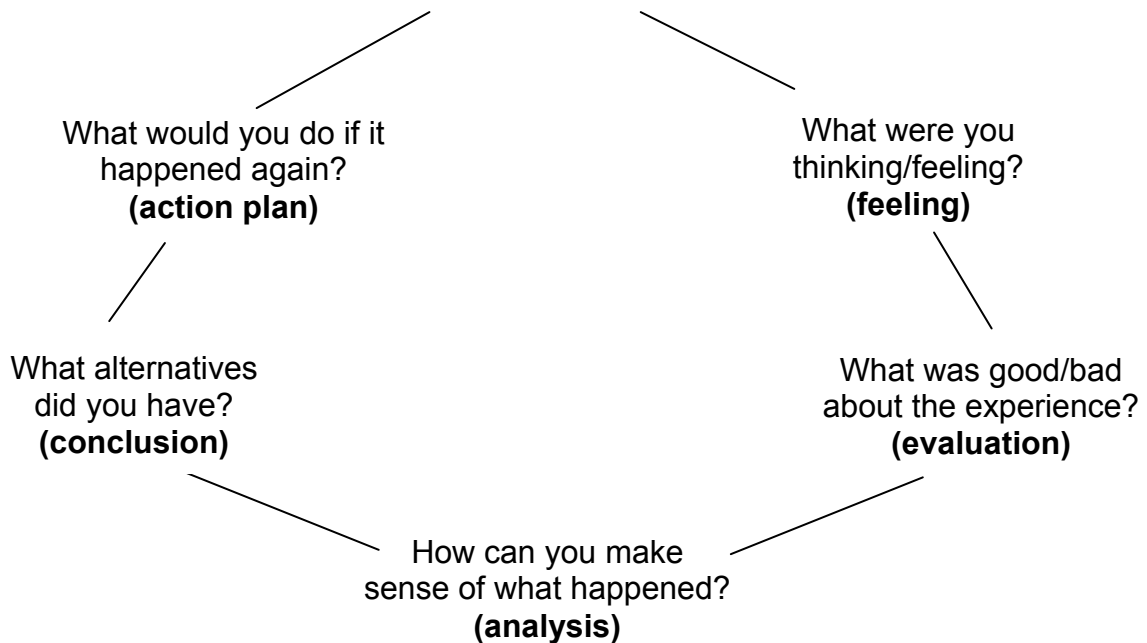 What would you do if it
happened again?
(action plan)
What were you
thinking/feeling?
(feeling)
What alternatives
did you have?
(conclusion)
What was good/bad
about the experience?
(evaluation)
How can you make
sense of what happened?
(analysis)